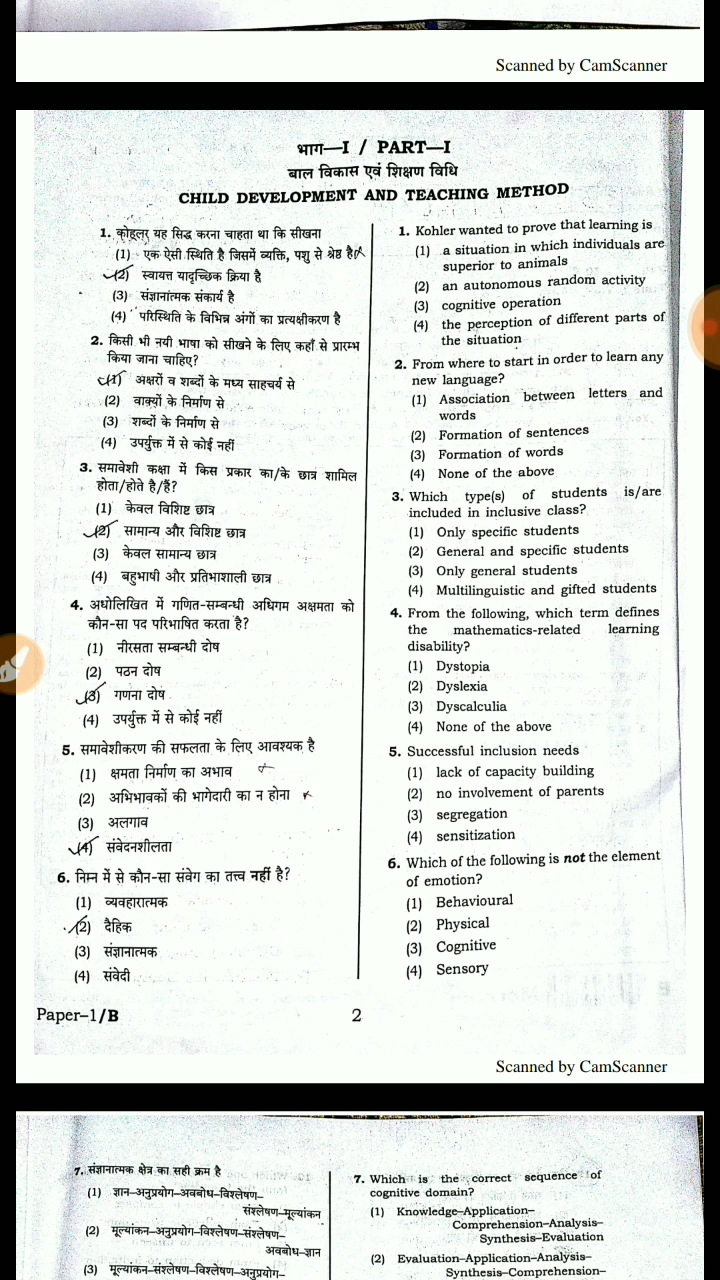 Scanned by CamScanner
भाग—I / PART—I
बाल विकास एवं शिक्षण विधि
CHILD DEVELOPMENT AND TEACHING METHOD
1. कोहलर यह सिद्ध करना चाहता था कि सीखना
(1) एक ऐसी स्थिति है जिसमें व्यक्ति, पशु से श्रेष्ठ है
(2) स्वायत्त यादृच्छिक क्रिया है
(3) संज्ञानात्मक संकार्य है
(4) परिस्थिति के विभिन्न अंगों का प्रत्यक्षीकरण है
2. किसी भी नयी भाषा को सीखने के लिए कहाँ से प्रारम्भ
किया जाना चाहिए?
(1) अक्षरों व शब्दों के मध्य साहचर्य से
(2) वाक्यों के निर्माण से
(3) शब्दों के निर्माण से
(4) उपर्युक्त में से कोई नहीं
3. समावेशी कक्षा में किस प्रकार का/के छात्र शामिल
होता/होते है/हैं?
(1) केवल विशिष्ट छात्र
(2) सामान्य और विशिष्ट छात्र
(3) केवल सामान्य छात्र
(4) बहुभाषी और प्रतिभाशाली छात्र
4. अधोलिखित में गणित-सम्बन्धी अधिगम अक्षमता को
कौन-सा पद परिभाषित करता है?
(1) नीरसता सम्बन्धी दोष
(2) पठन दोष
(3) गणना दोष
(4) उपर्युक्त में से कोई नहीं
5. समावेशीकरण की सफलता के लिए आवश्यक है
(1) क्षमता निर्माण का अभाव
(2) अभिभावकों की भागेदारी का न होना
(3) अलगाव
(4) संवेदनशीलता
6. निम्न में से कौन-सा संवेग का तत्त्व नहीं है?
(1) व्यवहारात्मक
(2) दैहिक
(3) संज्ञानात्मक
(4) संवेदी
1. Kohler wanted to prove that learning is
(1) a situation in which individuals are
superior to animals
(2) an autonomous random activity
(3) cognitive operation
(4) the perception of different parts of
the situation
2. From where to start in order to learn any
new language?
(1) Association between letters and
words
(2) Formation of sentences
(3) Formation of words
(4) None of the above
3. Which type(s) of students is/are
included in inclusive class?
(1) Only specific students
(2) General and specific students
(3) Only general students
(4) Multilinguistic and gifted students
4. From the following, which term defines
the mathematics-related learning
disability?
(1) Dystopia
(2) Dyslexia
(3) Dyscalculia
(4) None of the above
5. Successful inclusion needs
(1) lack of capacity building
(2) no involvement of parents
(3) segregation
(4) sensitization
6. Which of the following is not the element
of emotion?
(1) Behavioural
(2) Physical
(3) Cognitive
(4) Sensory
Paper–1/B
2
Scanned by CamScanner
7. संज्ञानात्मक क्षेत्र का सही क्रम है
(1) ज्ञान–अनुप्रयोग–अवबोध–विश्लेषण–
संश्लेषण–मूल्यांकन
(2) मूल्यांकन–अनुप्रयोग–विश्लेषण–संश्लेषण–
अवबोध–ज्ञान
(3) मूल्यांकन–संश्लेषण–विश्लेषण–अनुप्रयोग–
7. Which is the correct sequence of
cognitive domain?
(1) Knowledge–Application–
Comprehension–Analysis–
Synthesis–Evaluation
(2) Evaluation–Application–Analysis–
Synthesis–Comprehension–